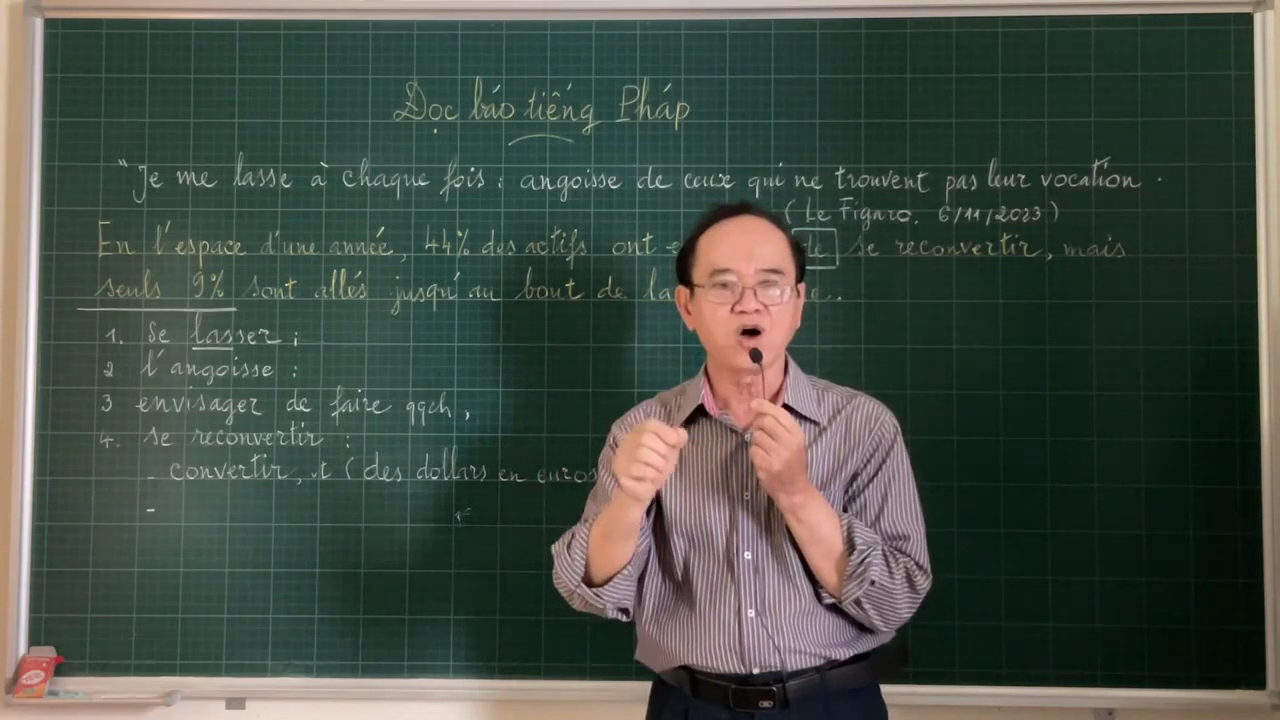 Đọc báo tiếng Pháp
"Je me lasse à chaque fois : angoisse de ceux qui ne trouvent pas leur vocation .
(Le Figaro. 6/11/2023)
En l'espace d'une année, 44% des actifs ont de se reconvertir, mais
seuls 9% sont allés jusqu'au bout de la
1. Se lasser :
2 l'angoisse :
3 envisager de faire qqch,
4. se reconvertir :
- convertir, t (des dollars en euros
-